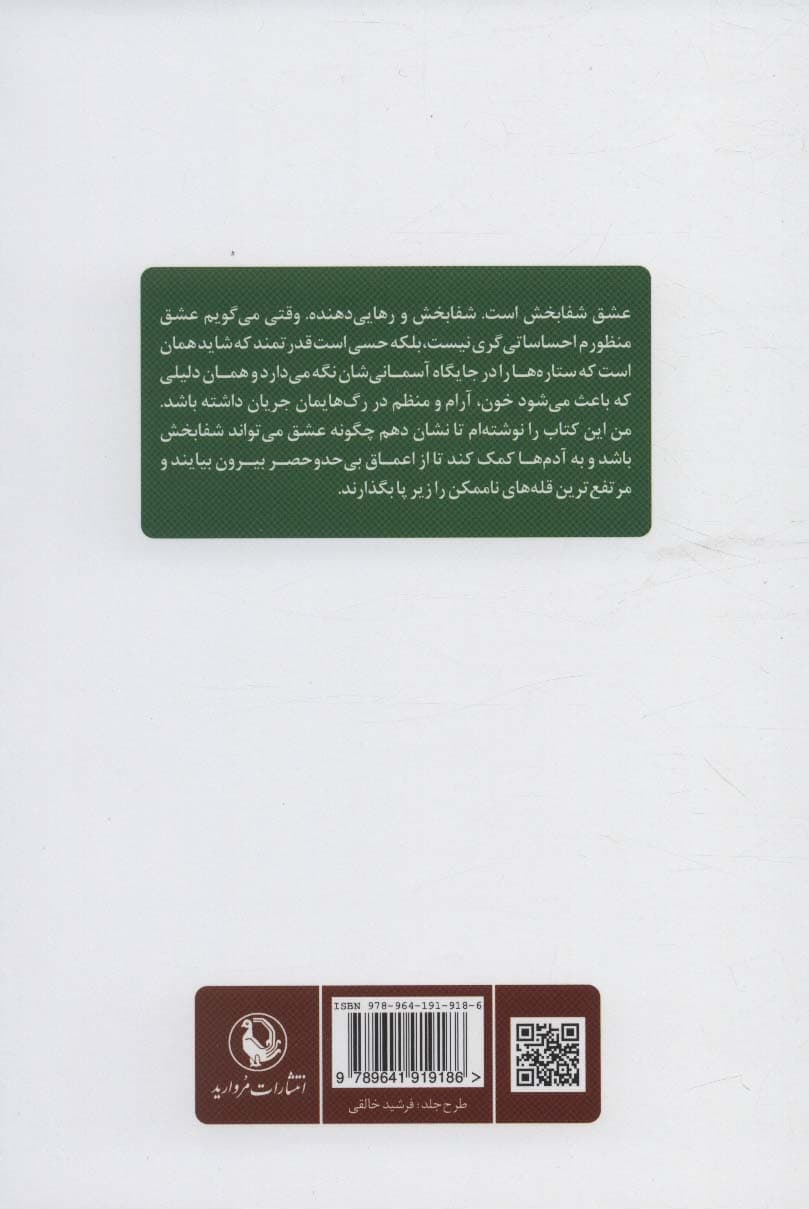 عشق شفابخش است. شفابخش و رهایی‌دهنده. وقتی می‌گویم عشق
منظورم احساساتی‌گری نیست، بلکه حسی است قدرتمند که شاید همان
است که ستاره‌ها را در جایگاه آسمانی‌شان نگه می‌دارد و همان دلیلی
که باعث می‌شود خون، آرام و منظم در رگ‌هایمان جریان داشته باشد.
من این کتاب را نوشته‌ام تا نشان دهم چگونه عشق می‌تواند شفابخش
باشد و به آدم‌ها کمک کند تا از اعماق بی‌حدوحصر بیرون بیایند و
مرتفع‌ترین قله‌های ناممکن را زیر پا بگذارند.
ISBN 978-964-191-918-6
9 789641 919186 >
طرح جلد: فرشید خالقی
انتشارات مروارید